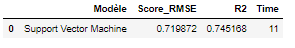 Modèle Score_RMSE R2 Time
0 Support Vector Machine 0.719872 0.745168 11